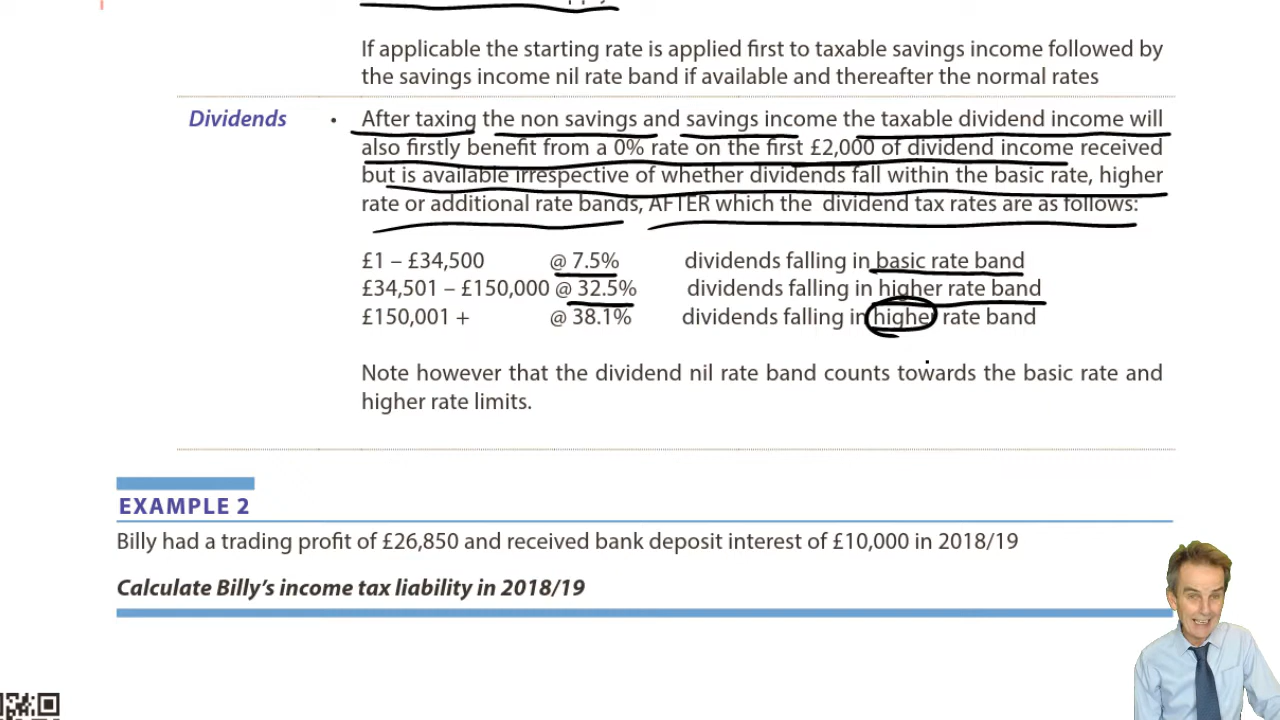 If applicable the starting rate is applied first to taxable savings income followed by
the savings income nil rate band if available and thereafter the normal rates
Dividends • After taxing the non savings and savings income the taxable dividend income will
also firstly benefit from a 0% rate on the first £2,000 of dividend income received
but is available irrespective of whether dividends fall within the basic rate, higher
rate or additional rate bands, AFTER which the dividend tax rates are as follows:
£1 – £34,500 @ 7.5% dividends falling in basic rate band
£34,501 – £150,000 @ 32.5% dividends falling in higher rate band
£150,001 + @ 38.1% dividends falling in higher rate band
Note however that the dividend nil rate band counts towards the basic rate and
higher rate limits.
EXAMPLE 2
Billy had a trading profit of £26,850 and received bank deposit interest of £10,000 in 2018/19
Calculate Billy's income tax liability in 2018/19